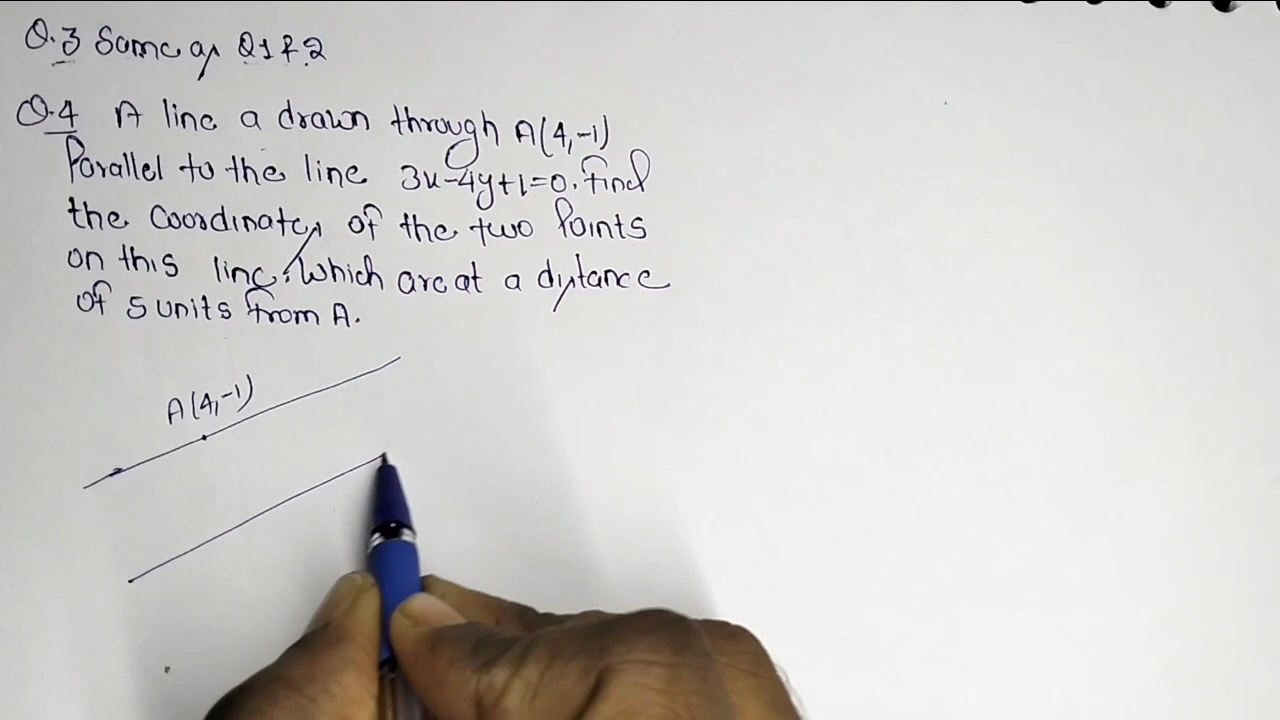 Q.3 Same as Q1 & 2
Q.4 A line a drawn through A(4,-1)
Parallel to the line 3x-4y+1=0. Find
the Coordinates of the two Points
on this line, which are at a distance
of 5 units from A.
A(4,-1)